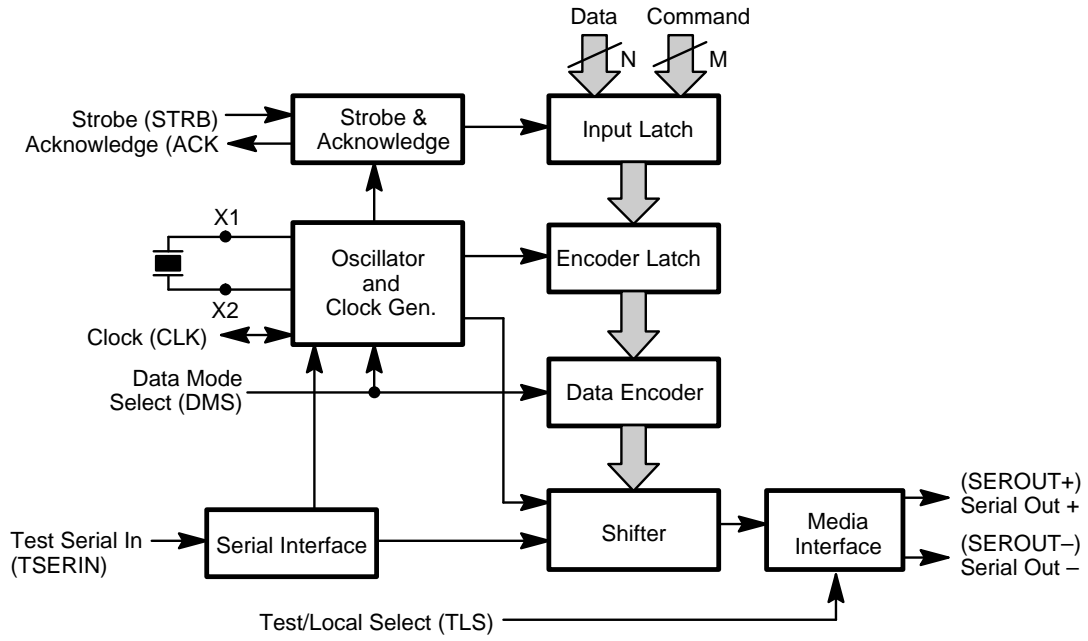 Data
Command
N
M
Strobe (STRB)
Acknowledge (ACK
Strobe &
Acknowledge
Input Latch
X1
X2
Oscillator
and
Clock Gen.
Encoder Latch
Clock (CLK)
Data Mode
Select (DMS)
Data Encoder
Test Serial In
(TSERIN)
Serial Interface
Shifter
Media
Interface
(SEROUT+)
Serial Out +
(SEROUT–)
Serial Out –
Test/Local Select (TLS)